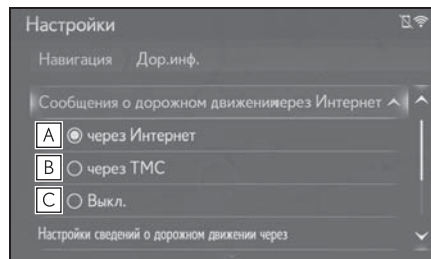 Настройки
Навигация Дор.инф.
Сообщения о дорожном движениичерез Интернет
A через Интернет
B через TMC
C Выкл.
Настройки сведений о дорожном движении через